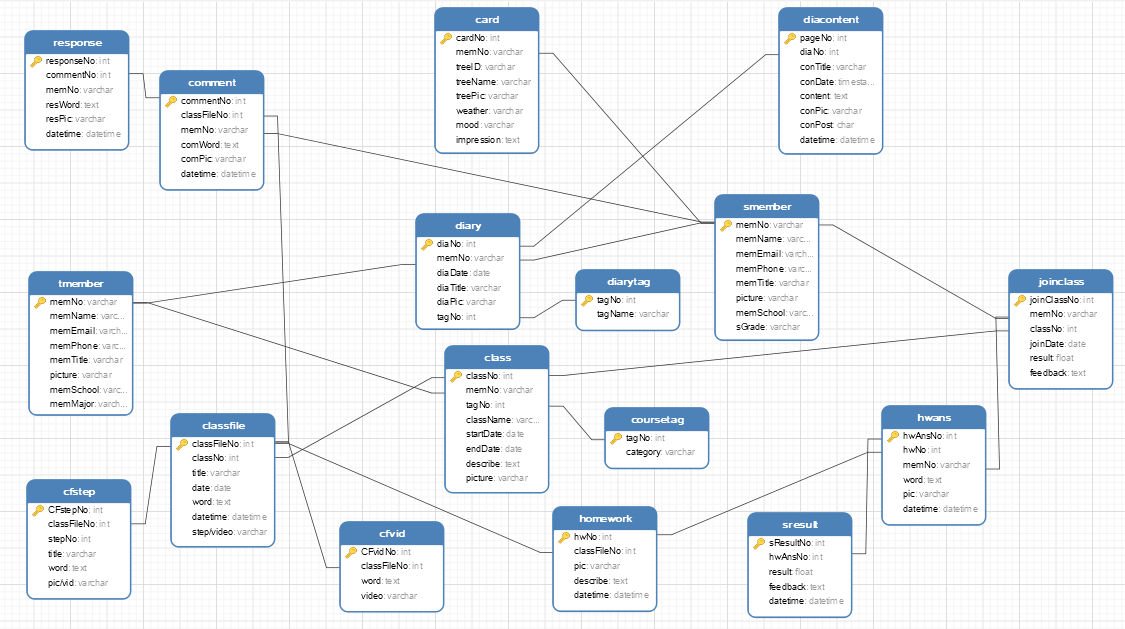 response
responseNo: int
commentNo: int
memNo: varchar
resWord: text
resPic: varchar
datetime: datetime
comment
commentNo: int
classFileNo: int
memNo: varchar
comWord: text
comPic: varchar
datetime: datetime
card
cardNo: int
memNo: varchar
treeID: varchar
treeName: varchar
treePic: varchar
weather: varchar
mood: varchar
impression: text
diacontent
pageNo: int
diaNo: int
conTitle: varchar
conDate: timesta...
content: text
conPic: varchar
conPost: char
datetime: datetime
smember
memNo: varchar
memName: varc...
memEmail: varch...
memPhone: varc...
memTitle: varchar
picture: varchar
memSchool: varc...
sGrade: varchar
diary
diaNo: int
memNo: varchar
diaDate: date
diaTitle: varchar
diaPic: varchar
tagNo: int
diarytag
tagNo: int
tagName: varchar
tmember
memNo: varchar
memName: varc...
memEmail: varch...
memPhone: varc...
memTitle: varchar
picture: varchar
memSchool: varc...
memMajor: varch...
joinclass
joinClassNo: int
memNo: varchar
classNo: int
joinDate: date
result: float
feedback: text
class
classNo: int
memNo: varchar
tagNo: int
className: varc...
startDate: date
endDate: date
describe: text
picture: varchar
coursetag
tagNo: int
category: varchar
classfile
classFileNo: int
classNo: int
title: varchar
date: date
word: text
datetime: datetime
step/video: varchar
hwans
hwAnsNo: int
hwNo: int
memNo: varchar
word: text
pic: varchar
datetime: datetime
cfstep
CFstepNo: int
classFileNo: int
stepNo: int
title: varchar
word: text
pic/vid: varchar
cfvid
CFvidNo: int
classFileNo: int
word: text
video: varchar
homework
hwNo: int
classFileNo: int
pic: varchar
describe: text
datetime: datetime
sresult
sResultNo: int
hwAnsNo: int
result: float
feedback: text
datetime: datetime